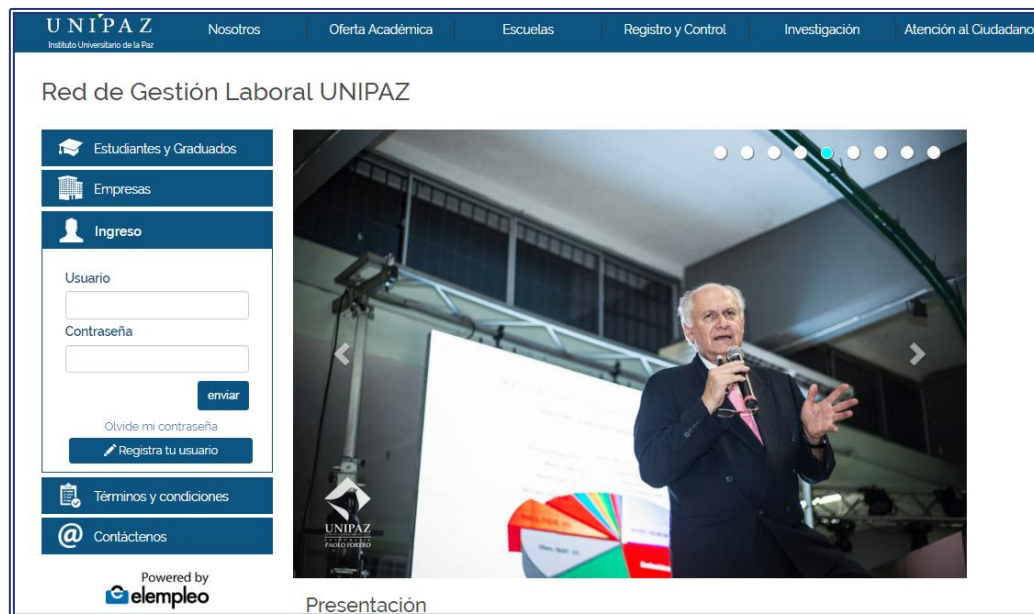 UNIPAZ
Instituto Universitario de la Paz
Nosotros
Oferta Académica
Escuelas
Registro y Control
Investigación
Atención al Ciudadano
Red de Gestión Laboral UNIPAZ
Estudiantes y Graduados
Empresas
Ingreso
Usuario
Contraseña
enviar
Olvide mi contraseña
Registra tu usuario
Términos y condiciones
@ Contáctenos
Powered by
elempleo
UNIPAZ
PAOLO FORERO
Presentación